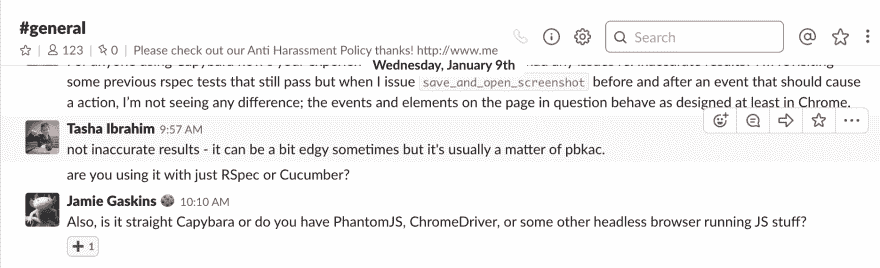 #general
123 0 Please check out our Anti Harassment Policy thanks! http://www.me
Search
Wednesday, January 9th
some previous rspec tests that still pass but when I issue save_and_open_screenshot before and after an event that should cause
a action, I'm not seeing any difference; the events and elements on the page in question behave as designed at least in Chrome.
Tasha Ibrahim 9:57 AM
not inaccurate results - it can be a bit edgy sometimes but it's usually a matter of pbkac.
are you using it with just RSpec or Cucumber?
Jamie Gaskins 10:10 AM
Also, is it straight Capybara or do you have PhantomJS, ChromeDriver, or some other headless browser running JS stuff?
1